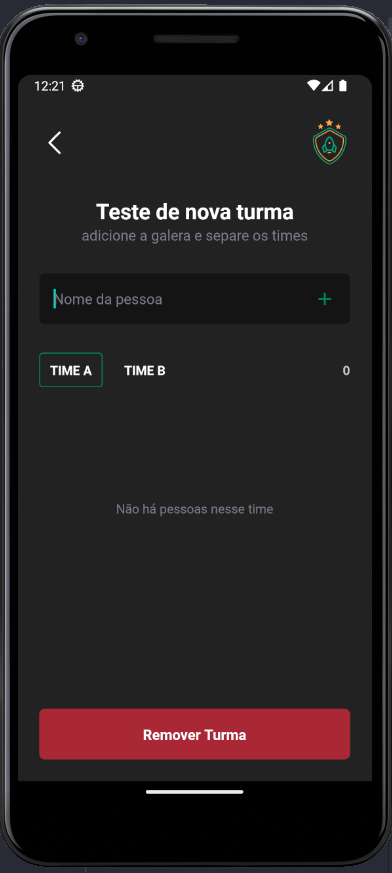 12:21
Teste de nova turma
adicione a galera e separe os times
Nome da pessoa
TIME A TIME B 0
Não há pessoas nesse time
Remover Turma